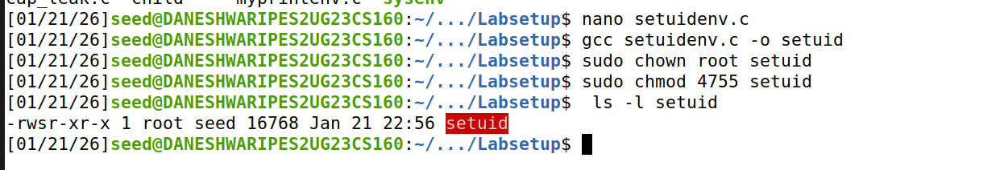 cap_leak.c child myprintenv.c sysenv
[01/21/26]seed@DANESHWARIPES2UG23CS160:~/.../Labsetup$ nano setuidenv.c
[01/21/26]seed@DANESHWARIPES2UG23CS160:~/.../Labsetup$ gcc setuidenv.c -o setuid
[01/21/26]seed@DANESHWARIPES2UG23CS160:~/.../Labsetup$ sudo chown root setuid
[01/21/26]seed@DANESHWARIPES2UG23CS160:~/.../Labsetup$ sudo chmod 4755 setuid
[01/21/26]seed@DANESHWARIPES2UG23CS160:~/.../Labsetup$  ls -l setuid
-rwsr-xr-x 1 root seed 16768 Jan 21 22:56 setuid
[01/21/26]seed@DANESHWARIPES2UG23CS160:~/.../Labsetup$